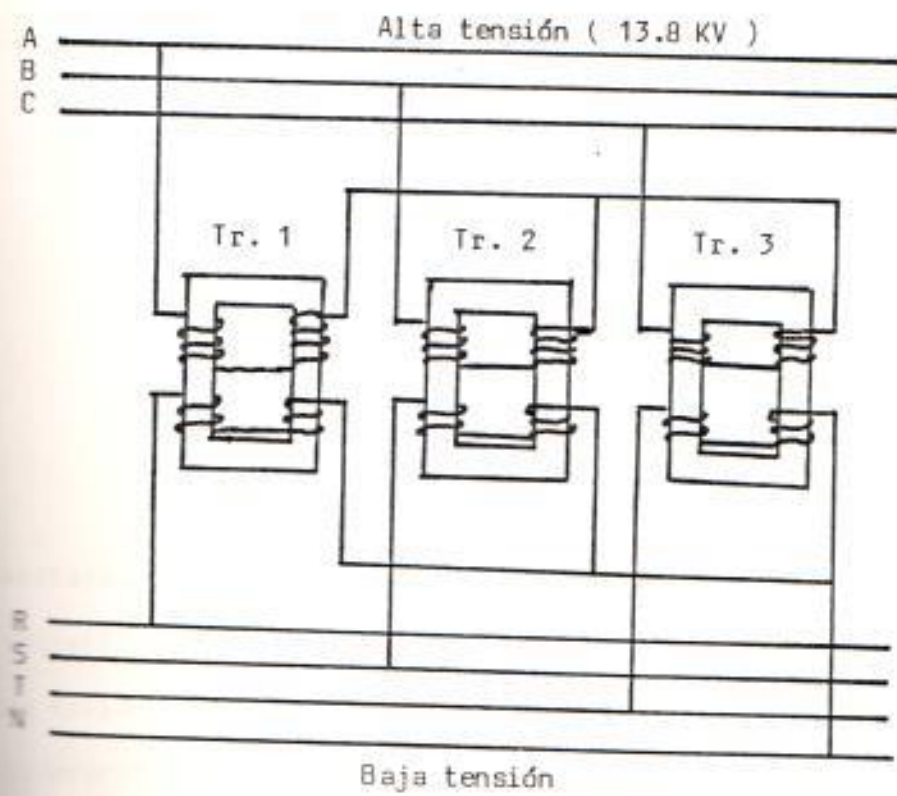 Alta tensión ( 13.8 KV )
A
B
C
Tr. 1
Tr. 2
Tr. 3
R
S
T
N
Baja tensión